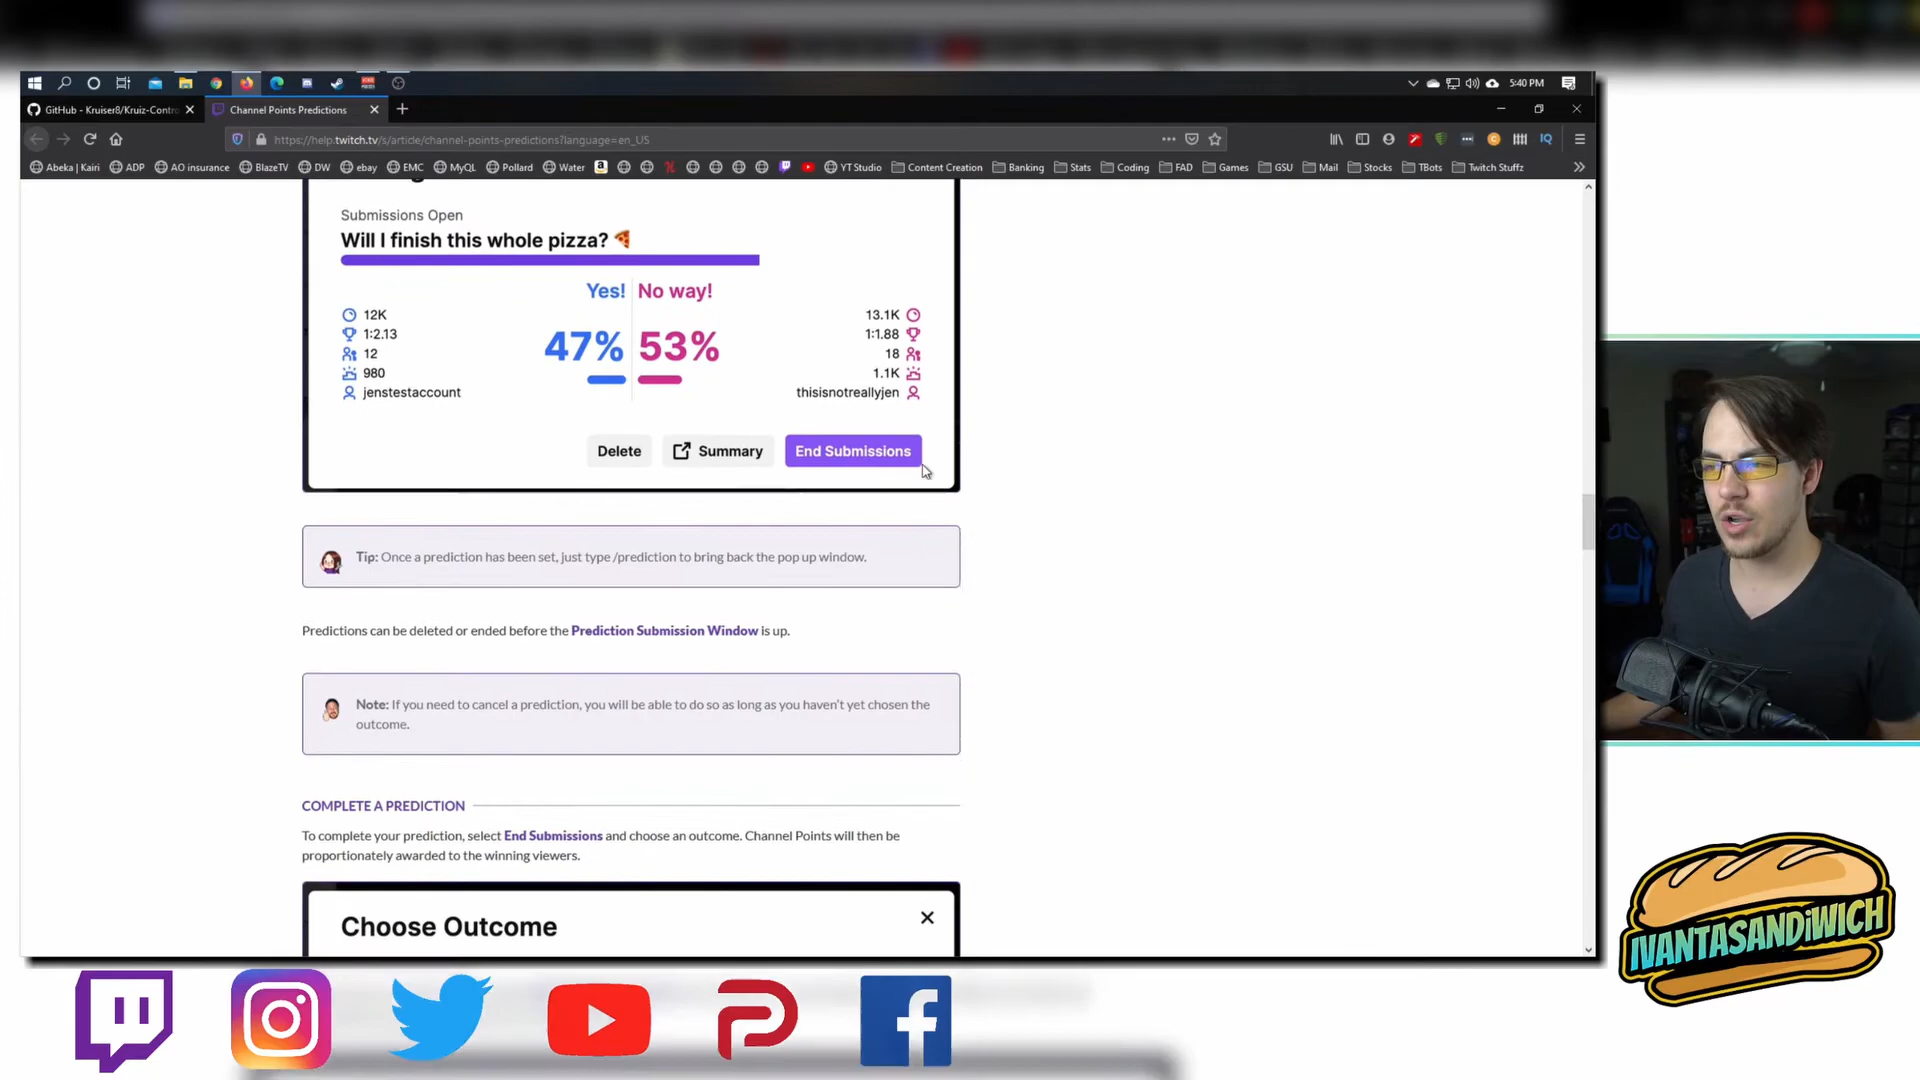 5:40 PM
GitHub - Kruiser8/Kruiz-Contro
Channel Points Predictions
https://help.twitch.tv/s/article/channel-points-predictions?language=en_US
Abeka | Kairi ADP AO insurance BlazeTV DW ebay EMC MyQL Pollard Water YT Studio Content Creation Banking Stats Coding FAD Games GSU Mail Stocks TBots Twitch Stuffz
Submissions Open
Will I finish this whole pizza?
Yes! No way!
12K 13.1K
1:2.13 1:1.88
47% 53%
12 18
980 1.1K
jenstestaccount thisisnotreallyjen
Delete Summary End Submissions
Tip: Once a prediction has been set, just type /prediction to bring back the pop up window.
Predictions can be deleted or ended before the Prediction Submission Window is up.
Note: If you need to cancel a prediction, you will be able to do so as long as you haven't yet chosen the
outcome.
COMPLETE A PREDICTION
To complete your prediction, select End Submissions and choose an outcome. Channel Points will then be
proportionately awarded to the winning viewers.
Choose Outcome
IVANTASANDiWICH